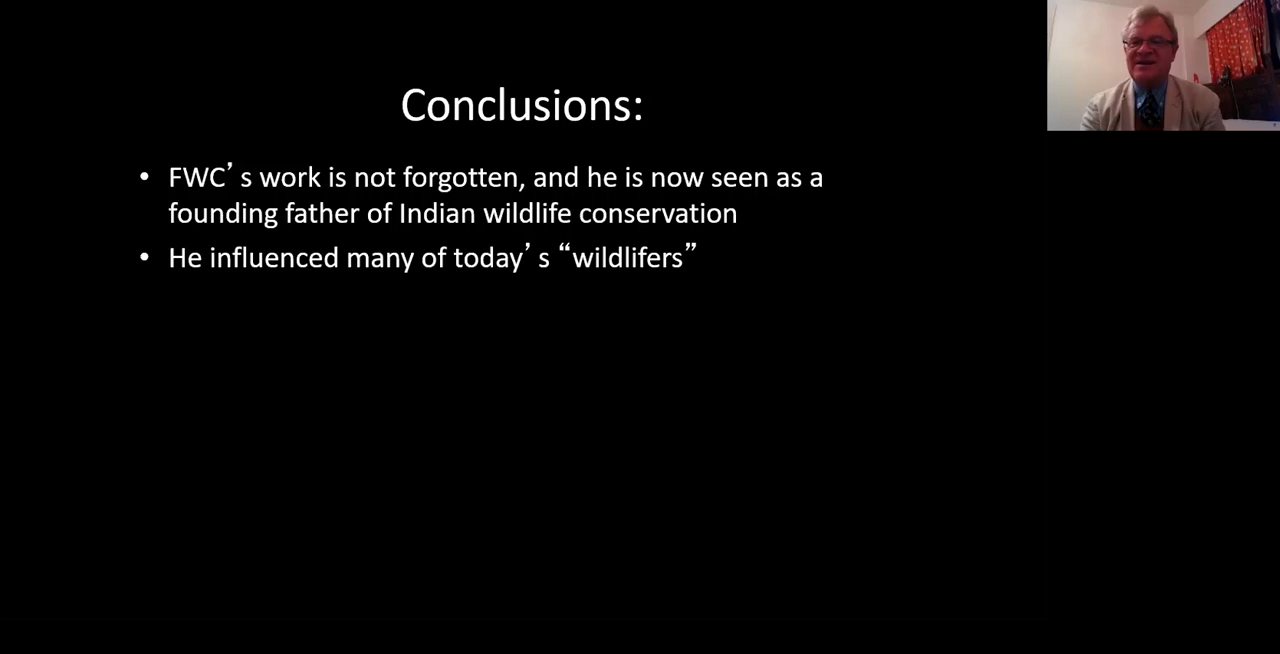 Conclusions:
• FWC’s work is not forgotten, and he is now seen as a
founding father of Indian wildlife conservation
• He influenced many of today’s “wildlifers”